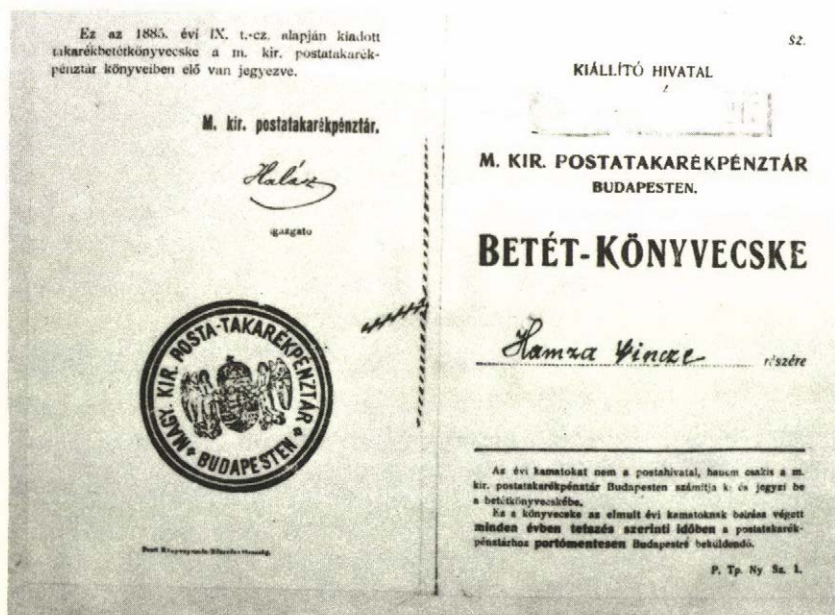 Ez az 1885. évi IX. t.-cz. alapján kiadott
takarékbetétkönyvecske a m. kir. postatakarék-
pénztár könyveiben elő van jegyezve.
M. kir. postatakarékpénztár.
Halász
igazgató
MAGY. KIR. POSTA-TAKARÉKPÉNZTÁR
* BUDAPESTEN *
Pesti Könyvnyomda-Részvénytársaság.
SZ.
KIÁLLÍTÓ HIVATAL
M. KIR. POSTATAKARÉKPÉNZTÁR
BUDAPESTEN.
BETÉT-KÖNYVECSKE
Hamza Vincze részére
Az évi kamatokat nem a postahivatal, hanem csakis a m.
kir. postatakarékpénztár Budapesten számítja ki és jegyzi be
a betétkönyvecskébe.
Ez a könyvecske az elmult évi kamatoknak beírása végett
minden évben tetszés szerinti időben a postatakarék-
pénztárhoz portómentesen Budapestre beküldendő.
P. Tp. Ny. Sz. 1.